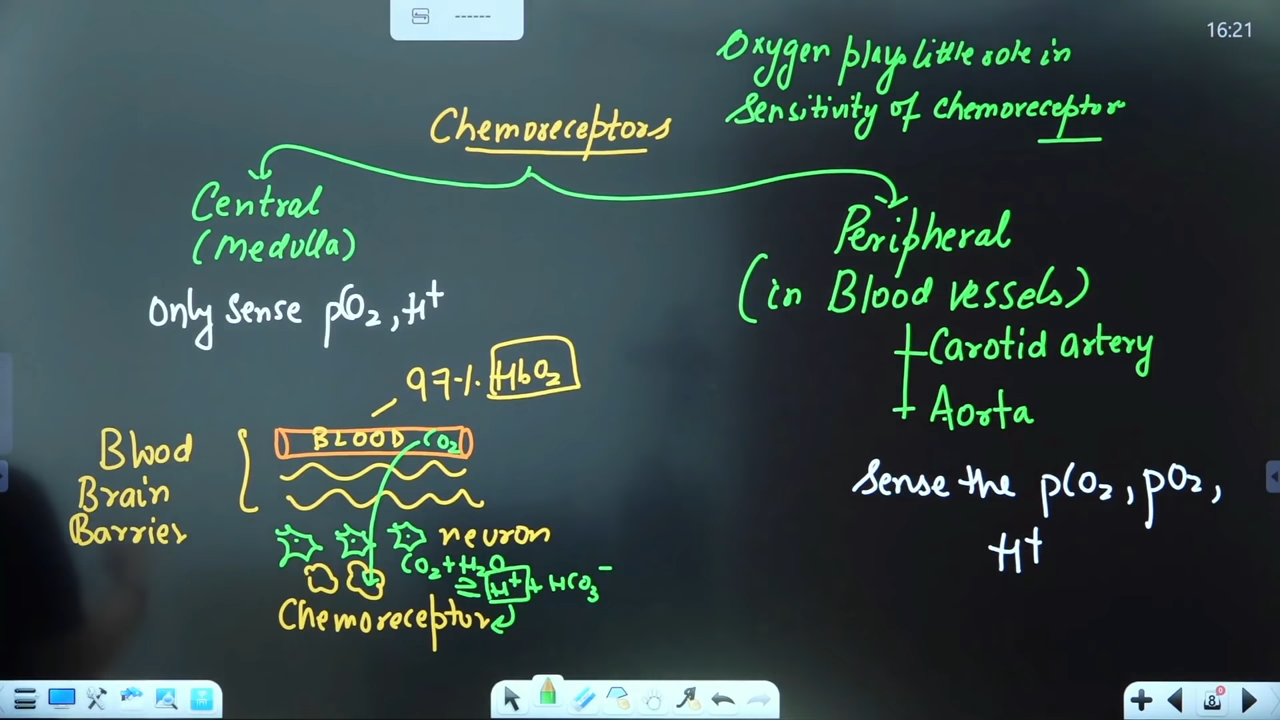 ------
16:21
Oxygen plays little role in
Sensitivity of Chemoreceptor
Chemoreceptors
Central
(Medulla)
Only sense pCO2, H+
Peripheral
(in Blood vessels)
Carotid artery
Aorta
Sense the pCO2, pO2,
H+
97% HbO2
BLOOD CO2
Blood
Brain
Barrier
neuron
CO2 + H2O
⇌ H+ + HCO3-
Chemoreceptor
8
0